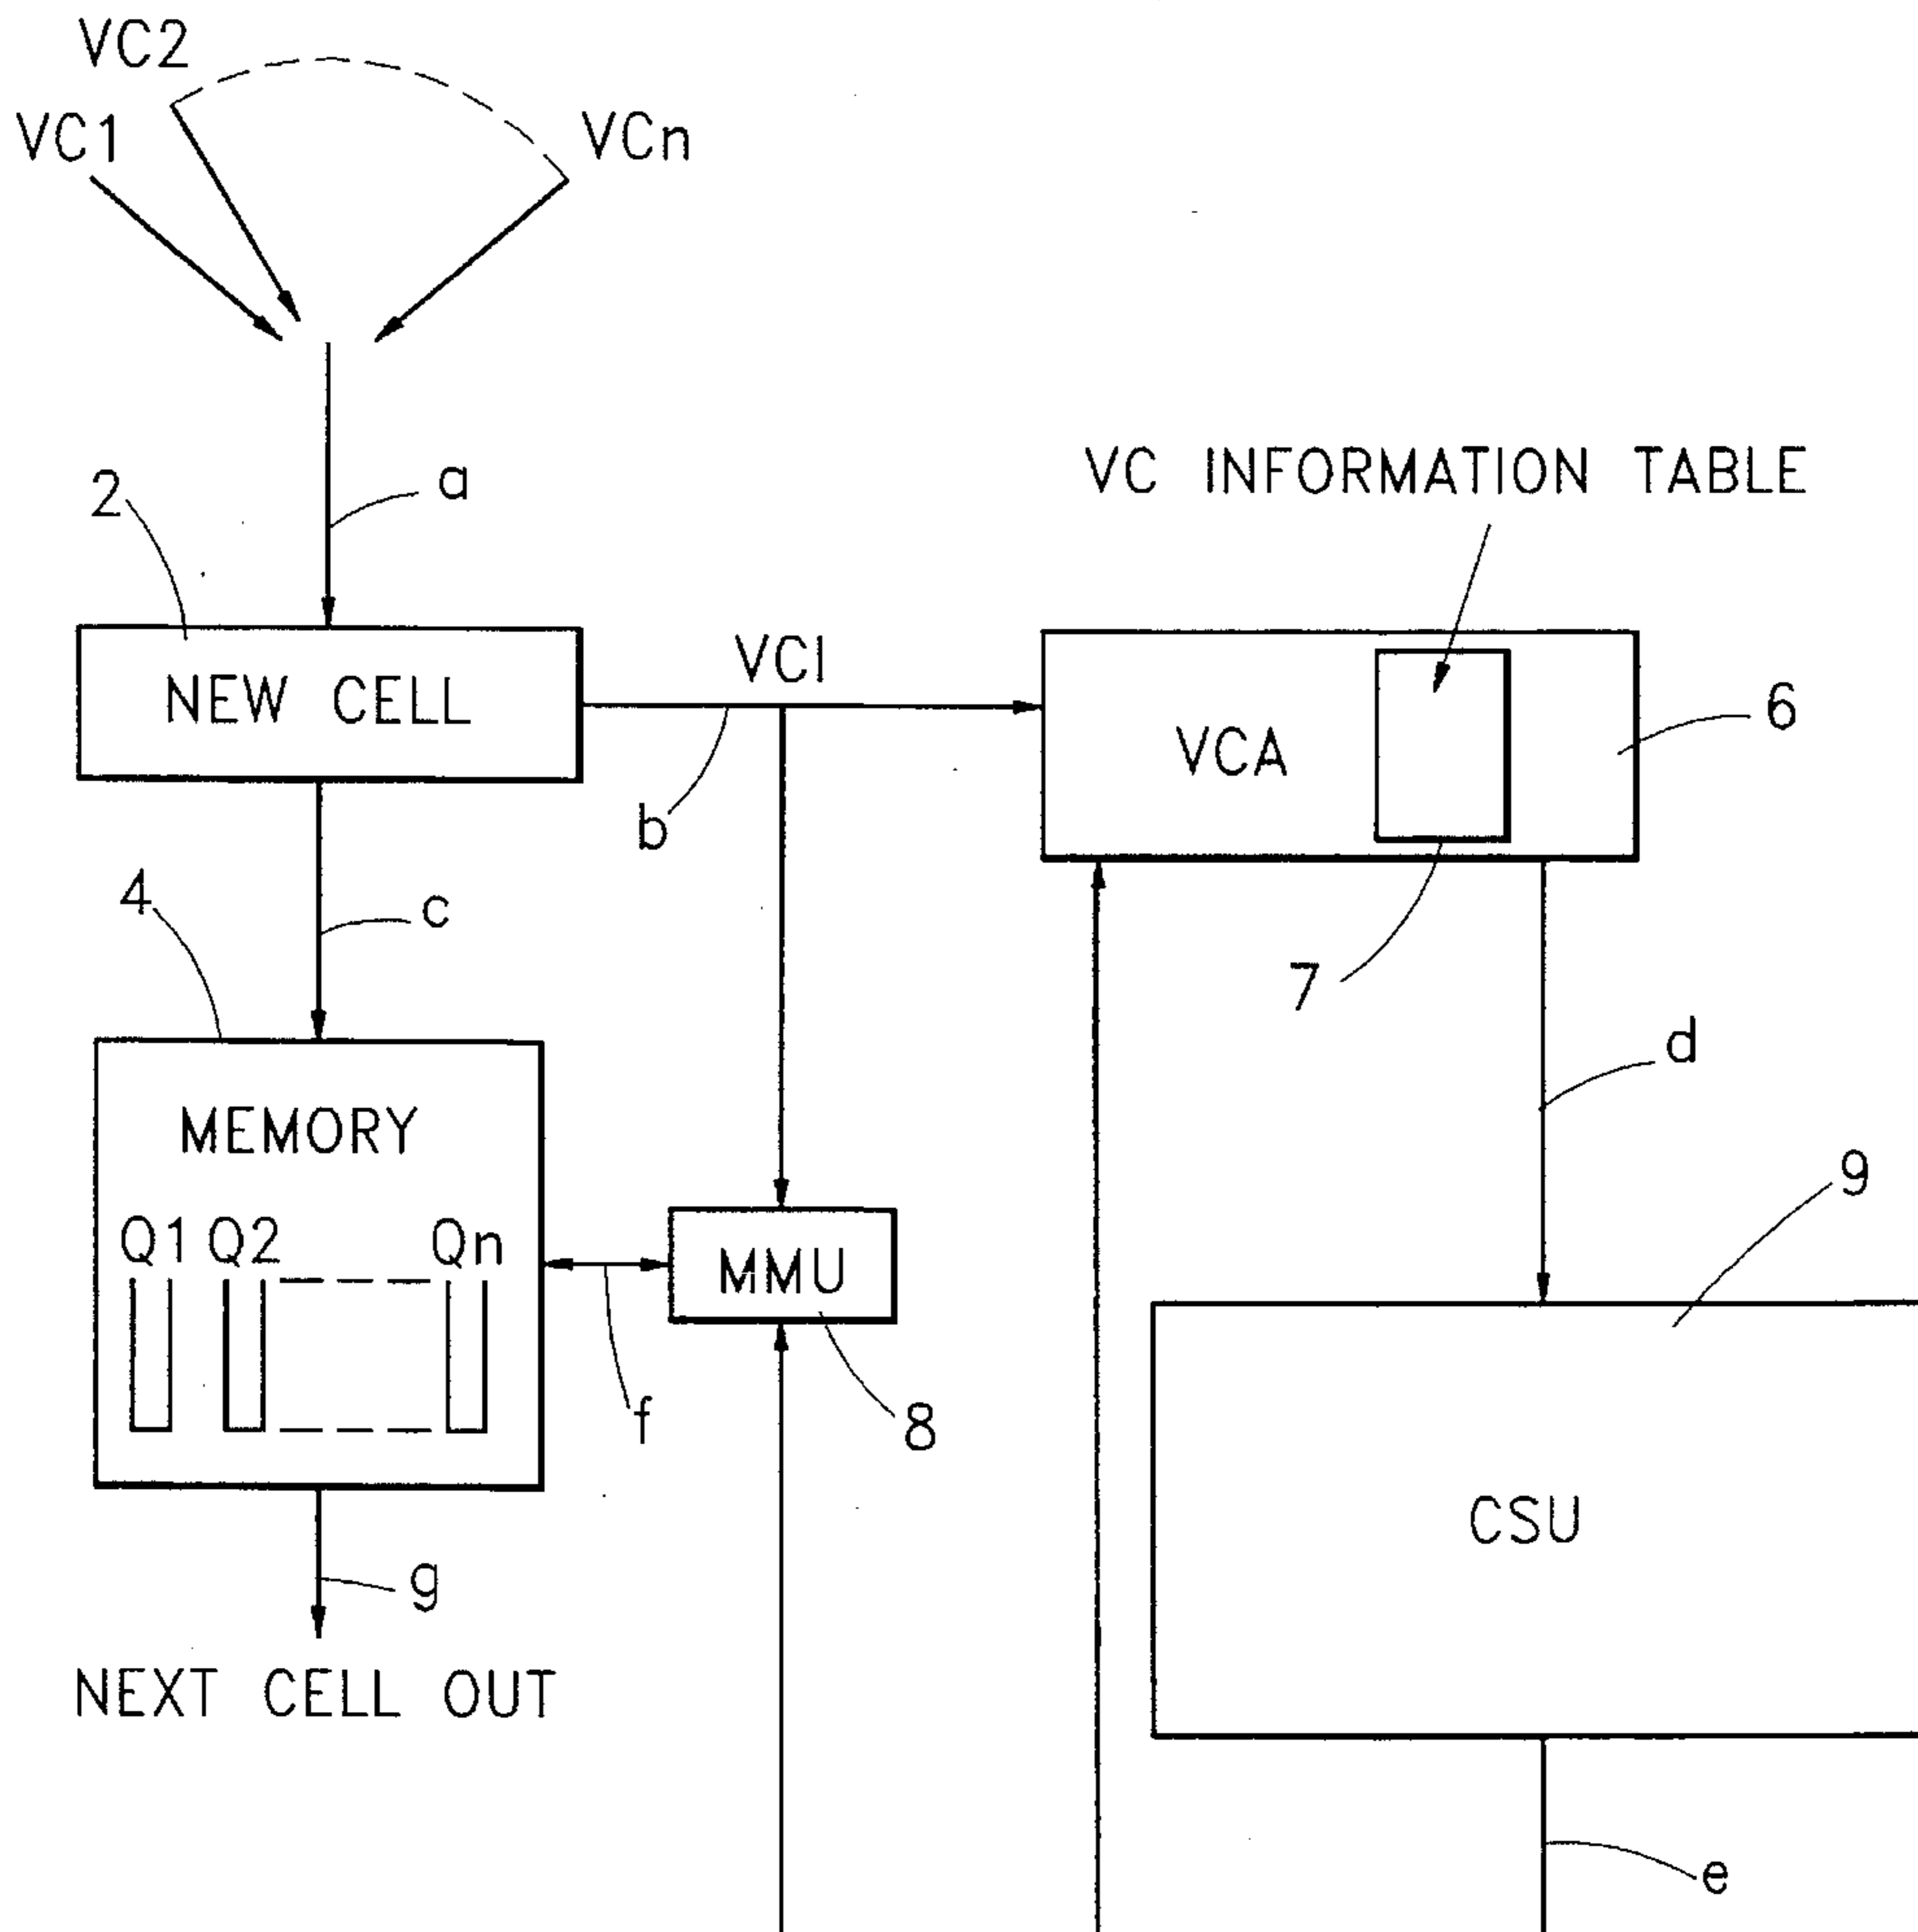 VC2
VC1
VCn
a
2
VC INFORMATION TABLE
NEW CELL
VCI
VCA
6
b
4
c
7
d
MEMORY
9
Q1 Q2 Qn
MMU
f
8
CSU
g
NEXT CELL OUT
e